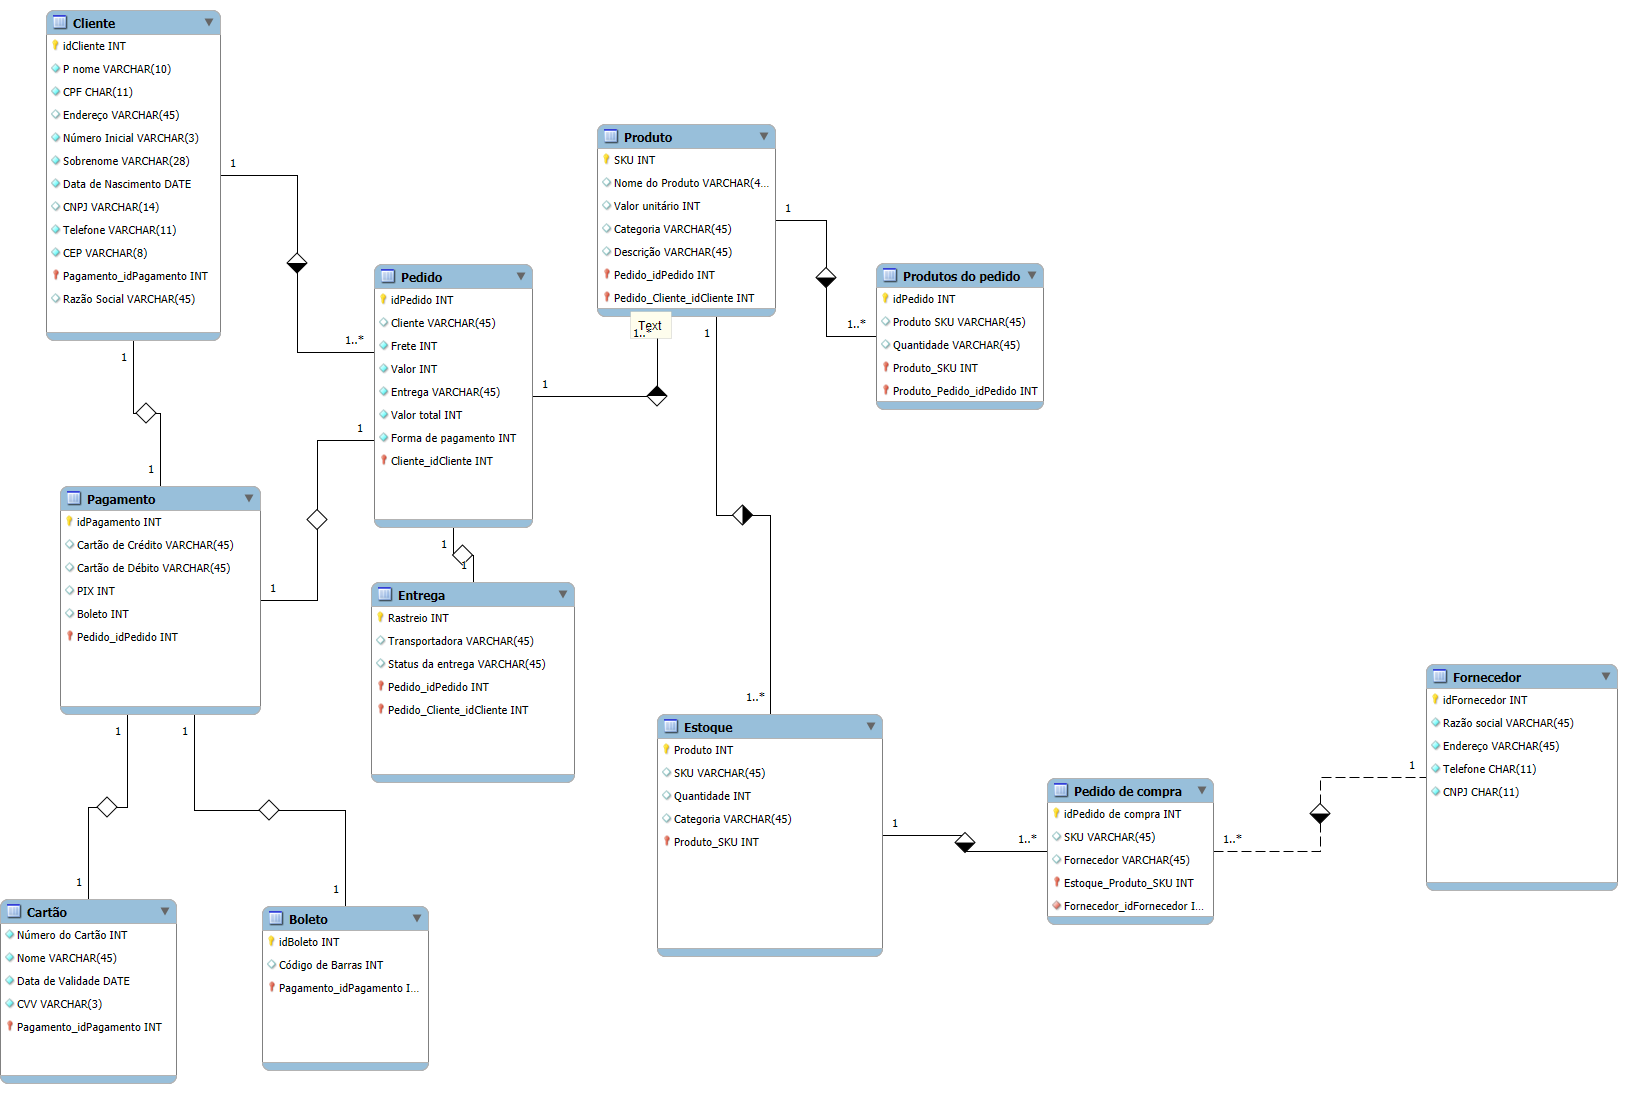 Cliente
idCliente INT
P nome VARCHAR(10)
CPF CHAR(11)
Endereço VARCHAR(45)
Número Inicial VARCHAR(3)
Sobrenome VARCHAR(28)
Data de Nascimento DATE
CNPJ VARCHAR(14)
Telefone VARCHAR(11)
CEP VARCHAR(8)
Pagamento_idPagamento INT
Razão Social VARCHAR(45)
1
1..*
1
1
Pedido
idPedido INT
Cliente VARCHAR(45)
Frete INT
Valor INT
Entrega VARCHAR(45)
Valor total INT
Forma de pagamento INT
Cliente_idCliente INT
1
1
1
1..*
Text
Produto
SKU INT
Nome do Produto VARCHAR(4...
Valor unitário INT
Categoria VARCHAR(45)
Descrição VARCHAR(45)
Pedido_idPedido INT
Pedido_Cliente_idCliente INT
1
1..*
1
1..*
Produtos do pedido
idPedido INT
Produto SKU VARCHAR(45)
Quantidade VARCHAR(45)
Produto_SKU INT
Produto_Pedido_idPedido INT
Pagamento
idPagamento INT
Cartão de Crédito VARCHAR(45)
Cartão de Débito VARCHAR(45)
PIX INT
Boleto INT
Pedido_idPedido INT
1
1
1
1
1
Entrega
Rastreio INT
Transportadora VARCHAR(45)
Status da entrega VARCHAR(45)
Pedido_idPedido INT
Pedido_Cliente_idCliente INT
1
Cartão
Número do Cartão INT
Nome VARCHAR(45)
Data de Validade DATE
CVV VARCHAR(3)
Pagamento_idPagamento INT
Boleto
idBoleto INT
Código de Barras INT
Pagamento_idPagamento I...
Estoque
Produto INT
SKU VARCHAR(45)
Quantidade INT
Categoria VARCHAR(45)
Produto_SKU INT
1
1..*
Pedido de compra
idPedido de compra INT
SKU VARCHAR(45)
Fornecedor VARCHAR(45)
Estoque_Produto_SKU INT
Fornecedor_idFornecedor I...
1..*
1
Fornecedor
idFornecedor INT
Razão social VARCHAR(45)
Endereço VARCHAR(45)
Telefone CHAR(11)
CNPJ CHAR(11)